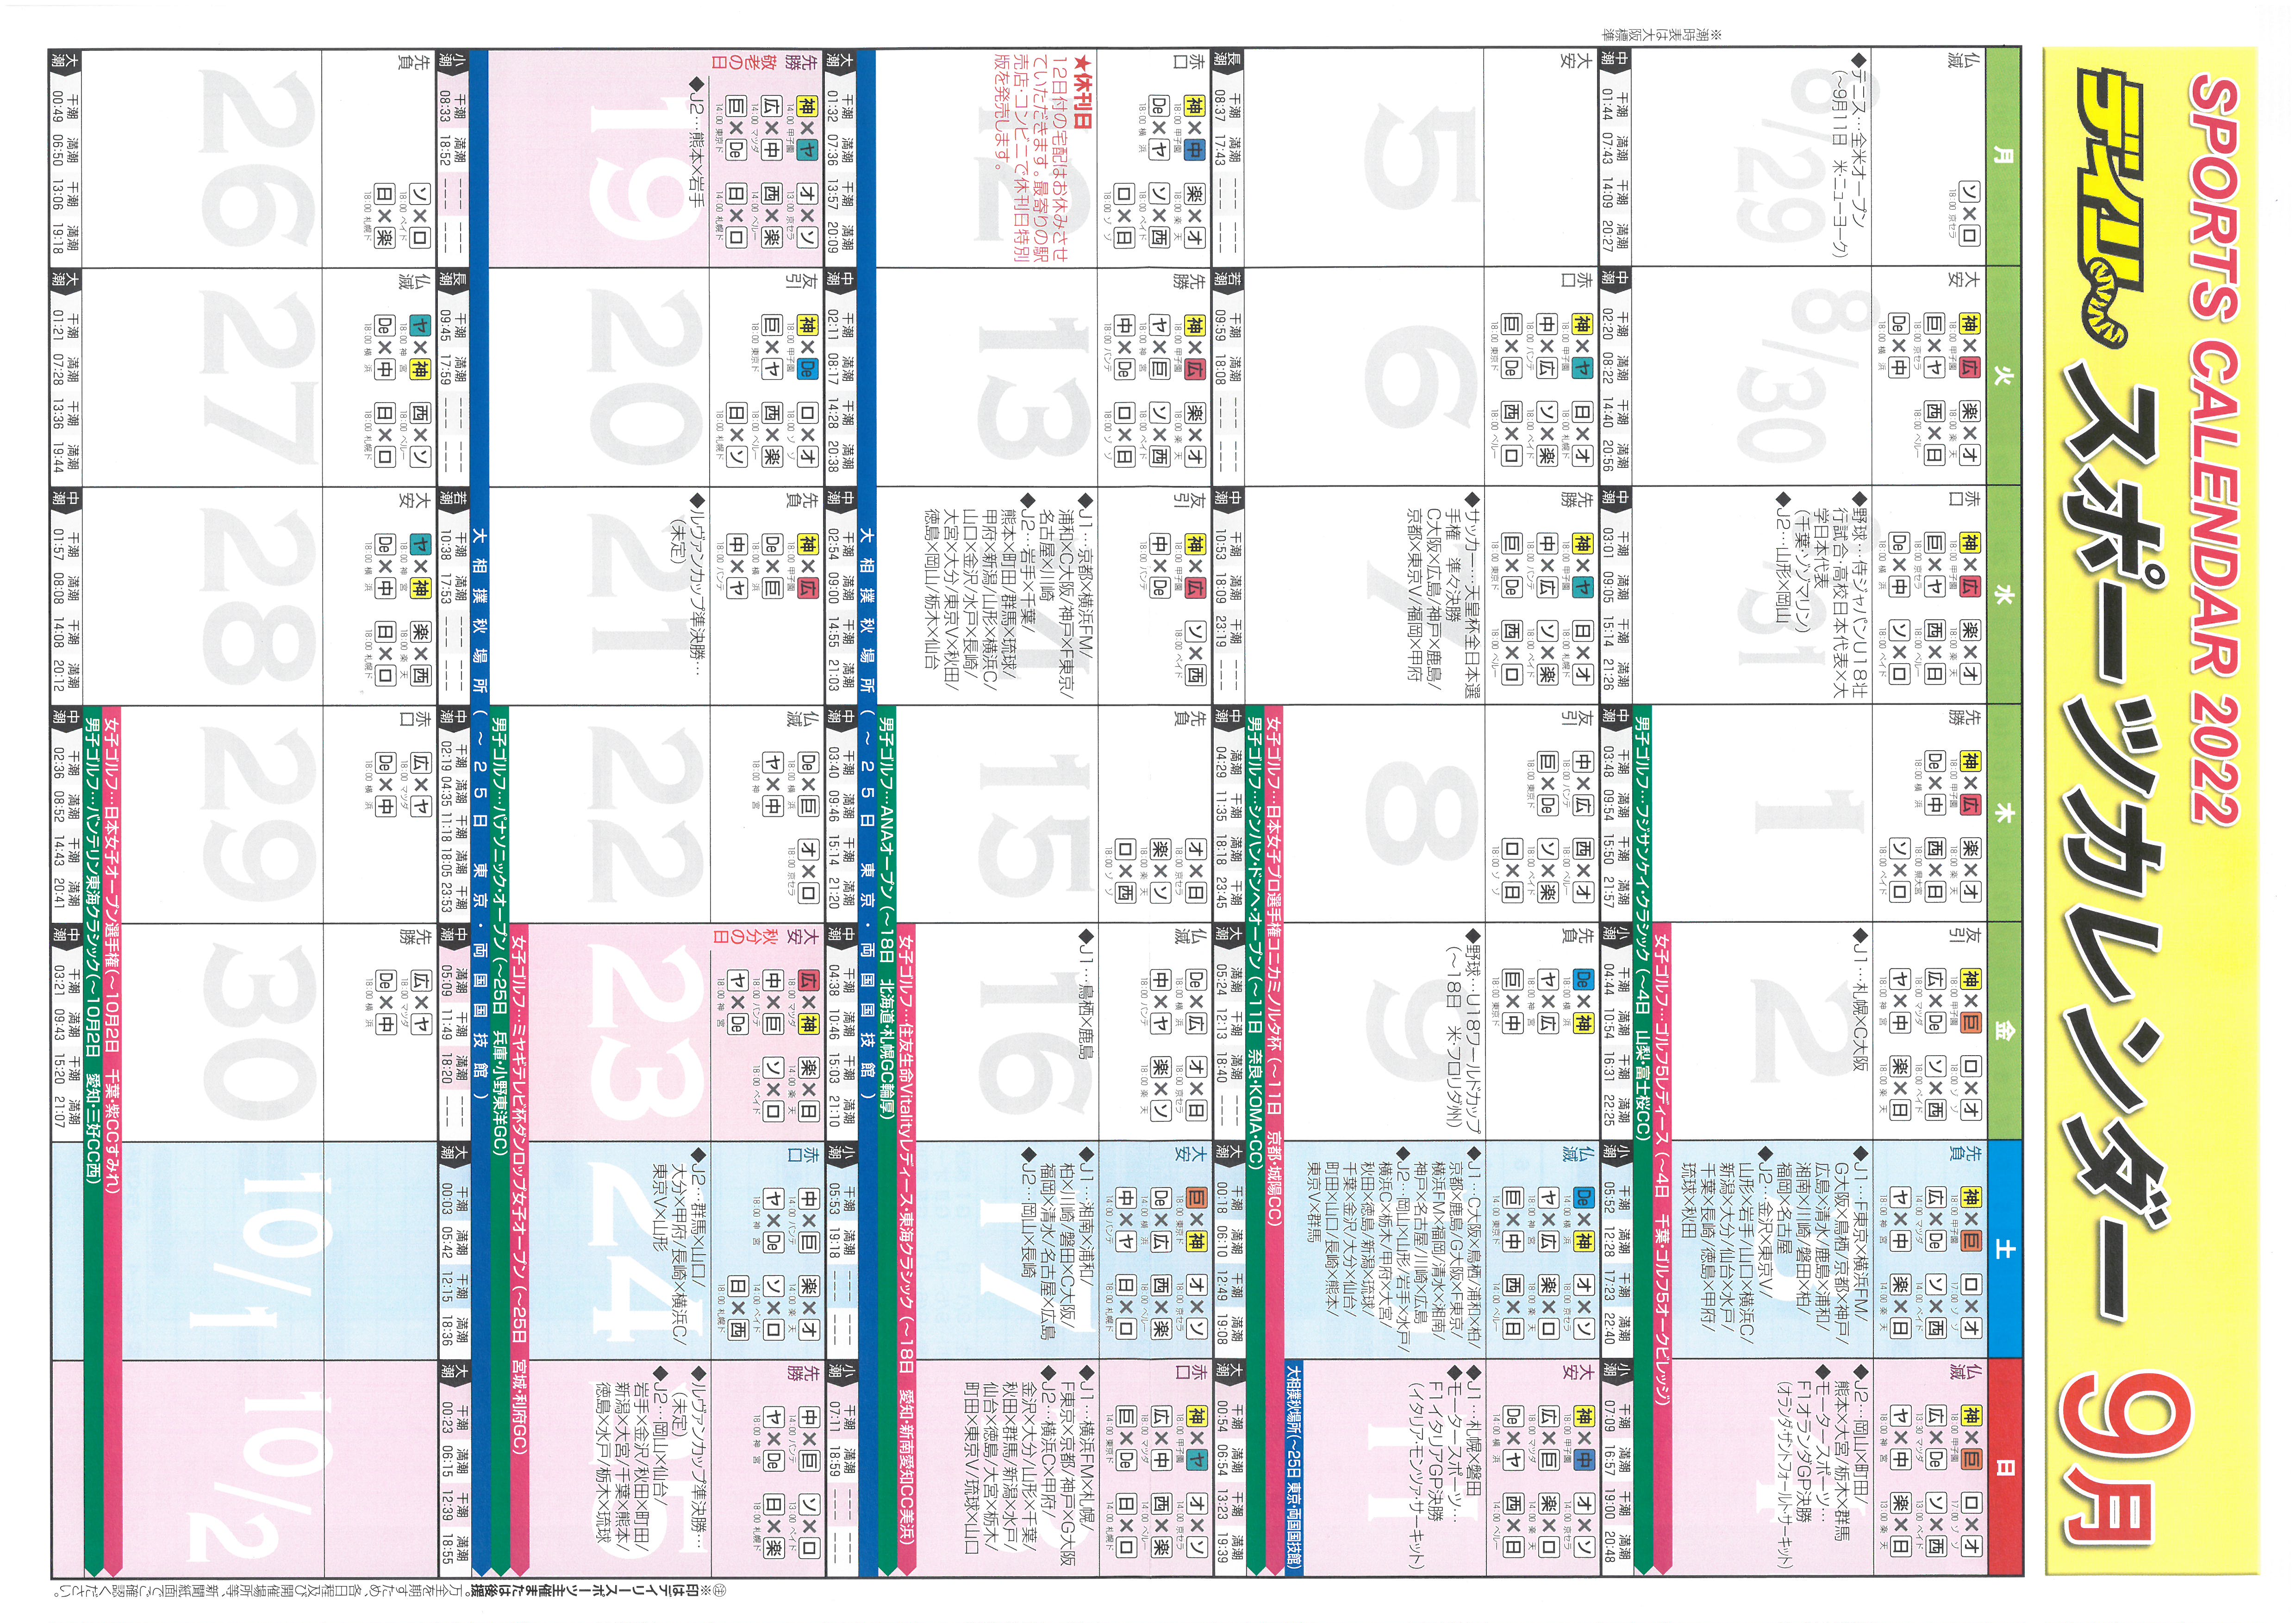 SPORTS CALENDAR 2022
デイリー スポーツカレンダー 9月
月 火 水 木 金 土 日
仏滅
ソ×ロ
18:00 京セラ
8/29
◆テニス…全米オープン
(～9月11日 米・ニューヨーク)
中潮 干潮 満潮 干潮 満潮
01:44 07:43 14:09 20:27
大安
神×広 楽×オ
18:00 甲子園 18:00 楽 天
巨×ヤ 西×日
18:00 京セラ 18:00 ベルー
De×中
18:00 横 浜
8/30
中潮 干潮 満潮 干潮 満潮
02:20 08:22 14:40 20:56
赤口
神×広 楽×オ
18:00 甲子園 18:00 楽 天
巨×ヤ 西×日
18:00 京セラ 18:00 ベルー
De×中 ソ×ロ
18:00 横 浜 18:00 ペイド
8/31
◆野球…侍ジャパンU18壮
行試合・高校日本代表×大
学日本代表
(千葉・ゾゾマリン)
◆J2…山形×岡山
中潮 干潮 満潮 干潮 満潮
03:01 09:05 15:14 21:26
先勝
神×広 楽×オ
18:00 甲子園 18:00 楽 天
De×中 西×日
18:00 横 浜 18:00 県大宮
ソ×ロ
18:00 ペイド
1
中潮 干潮 満潮 干潮 満潮
03:48 09:54 15:50 21:57
友引
神×巨 ロ×オ
18:00 甲子園 18:00 ゾ ゾ
広×De ソ×西
18:00 マツダ 18:00 ペイド
ヤ×中 楽×日
18:00 神 宮 18:00 楽 天
2
◆J1…札幌×C大阪
小潮 干潮 満潮 干潮 満潮
04:44 10:54 16:31 22:25
先負
神×巨 ロ×オ
18:00 甲子園 17:00 ゾ ゾ
広×De ソ×西
14:00 マツダ 14:00 ペイド
ヤ×中 楽×日
18:00 神 宮 14:00 楽 天
3
◆J1…F東京×横浜FM/
G大阪×鳥栖/京都×神戸/
広島×清水/鹿島×浦和/
湘南×川崎/磐田×柏/
福岡×名古屋
◆J2…金沢×東京V/
山形×岩手/山口×横浜C/
新潟×大分/仙台×水戸/
千葉×長崎/徳島×甲府/
琉球×秋田
小潮 干潮 満潮 干潮 満潮
05:52 12:28 17:23 22:40
仏滅
神×巨 ロ×オ
18:00 甲子園 17:00 ゾ ゾ
広×De ソ×西
13:30 マツダ 13:00 ペイド
ヤ×中 楽×日
18:00 神 宮 13:00 楽 天
4
◆J2…岡山×町田/
熊本×大宮/栃木×群馬
◆モータースポーツ…
F1オランダGP決勝
(オランダ・ザントフォールト・サーキット)
女子ゴルフ…ゴルフ5レディース (～4日 千葉・ゴルフ5オークビレッジ)
男子ゴルフ…フジサンケイ・クラシック (～4日 山梨・富士桜CC)
小潮 干潮 満潮 干潮 満潮
07:09 16:57 19:00 20:48
※潮時表は大阪標準
大安
5
長潮 干潮 満潮 --- ---
08:37 17:43 --- ---
赤口
神×ヤ 日×オ
18:00 甲子園 18:00 札幌ド
中×広 ソ×楽
18:00 バンテ 18:00 ペイド
巨×De 西×ロ
18:00 東京ド 18:00 ベルー
6
若潮 干潮 満潮 --- ---
09:59 18:08 --- ---
先勝
神×ヤ 日×オ
18:00 甲子園 18:00 札幌ド
中×広 ソ×楽
18:00 バンテ 18:00 ペイド
巨×De 西×ロ
18:00 東京ド 18:00 ベルー
7
◆サッカー…天皇杯全日本選
手権 準々決勝
C大阪×広島/神戸×鹿島/
京都×東京V/福岡×甲府
中潮 干潮 満潮 干潮 ---
10:53 18:09 23:19 ---
友引
中×広 西×オ
18:00 バンテ 18:00 ベルー
巨×De ソ×楽
18:00 東京ド 18:00 ペイド
ロ×日
18:00 ゾ ゾ
8
中潮 満潮 干潮 満潮 干潮
04:29 11:35 18:18 23:45
先負
De×神
18:00 横 浜
ヤ×広
18:00 神 宮
巨×中
18:00 東京ド
9
◆野球…U18ワールドカップ
(～18日 米・フロリダ州)
大潮 満潮 干潮 満潮 ---
05:24 12:13 18:40 ---
仏滅
De×神 オ×ソ
14:00 横 浜 18:00 京セラ
ヤ×広 楽×ロ
18:00 神 宮 18:00 楽 天
巨×中 西×日
14:00 東京ド 14:00 ベルー
◆J1…C大阪×鳥栖/浦和×柏/
京都×鹿島/G大阪×F東京/
横浜FM×福岡/清水×湘南/
神戸×名古屋/川崎×広島
◆J2…岡山×山形/岩手×水戸/
横浜C×栃木/甲府×大宮/
秋田×徳島/新潟×琉球/
千葉×金沢/大分×仙台/
町田×山口/長崎×熊本/
東京V×群馬
大潮 干潮 満潮 干潮 満潮
00:18 06:10 12:49 19:08
大安
神×中 オ×ソ
18:00 甲子園 14:00 京セラ
広×巨 楽×ロ
18:00 マツダ 14:00 楽 天
De×ヤ 西×日
14:00 横 浜 14:00 ベルー
11
◆J1…札幌×磐田
◆モータースポーツ…
F1イタリアGP決勝
(イタリア・モンツァ・サーキット)
大相撲秋場所(～25日 東京・両国国技館)
女子ゴルフ…日本女子プロ選手権コニカミノルタ杯 (～11日 京都・城陽CC)
男子ゴルフ…シンハン・ドンヘ・オープン (～11日 奈良・KOMA・CC)
大潮 干潮 満潮 干潮 満潮
00:54 06:54 13:23 19:39
赤口
神×中 楽×オ
18:00 甲子園 18:00 楽 天
De×ヤ ソ×西
18:00 横 浜 18:00 ペイド
ロ×日
18:00 ゾ ゾ
12
★休刊日
12日付の宅配はお休みさせ
ていただきます。最寄りの駅
売店・コンビニで休刊日特別
版を発売します。
大潮 干潮 満潮 干潮 満潮
01:32 07:36 13:57 20:09
先勝
神×広 楽×オ
18:00 甲子園 18:00 楽 天
ヤ×巨 ソ×西
18:00 神 宮 18:00 ペイド
中×De ロ×日
18:00 バンテ 18:00 ゾ ゾ
13
中潮 干潮 満潮 干潮 満潮
02:11 08:17 14:28 20:38
友引
神×広 ソ×西
18:00 甲子園 18:00 ペイド
中×De
18:00 バンテ
14
◆J1…京都×横浜FM/
浦和×C大阪/神戸×F東京/
名古屋×川崎
◆J2…岩手×千葉/
熊本×町田/群馬×琉球/
甲府×新潟/山形×横浜C/
山口×金沢/水戸×長崎/
大宮×大分/東京V×秋田/
徳島×岡山/栃木×仙台
中潮 干潮 満潮 干潮 満潮
02:54 09:00 14:55 21:03
先負
オ×日
18:00 京セラ
楽×ソ
18:00 楽 天
ロ×西
18:00 ゾ ゾ
15
中潮 干潮 満潮 干潮 満潮
03:40 09:46 15:14 21:20
仏滅
De×広 オ×日
18:00 横 浜 18:00 京セラ
中×ヤ 楽×ソ
18:00 バンテ 18:00 楽 天
16
◆J1…鳥栖×鹿島
中潮 干潮 満潮 干潮 満潮
04:38 10:46 15:03 21:10
大安
巨×神 オ×ソ
18:00 東京ド 18:00 京セラ
De×広 西×楽
14:00 横 浜 18:00 ベルー
中×ヤ 日×ロ
14:00 バンテ 14:00 札幌ド
17
◆J1…湘南×浦和/
柏×川崎/磐田×C大阪/
福岡×清水/名古屋×広島
◆J2…岡山×長崎
小潮 干潮 満潮 --- ---
05:53 19:18 --- ---
赤口
神×ヤ オ×ソ
18:00 甲子園 18:00 京セラ
広×中 西×楽
18:00 マツダ 18:00 ベルー
巨×De 日×ロ
14:00 東京ド 14:00 札幌ド
18
◆J1…横浜FM×札幌/
F東京×京都/神戸×G大阪
◆J2…横浜C×甲府/
金沢×大分/山形×千葉/
秋田×群馬/新潟×水戸/
仙台×徳島/大宮×栃木/
町田×東京V/琉球×山口
女子ゴルフ…住友生命Vitalityレディース・東海クラシック (～18日 愛知・新南愛知CC美浜)
男子ゴルフ…ANAオープン (～18日 北海道・札幌GC輪厚)
大相撲秋場所(～25日 東京・両国国技館)
小潮 干潮 満潮 --- ---
07:11 18:59 --- ---
先勝 敬老の日
神×ヤ オ×ソ
14:00 甲子園 13:00 京セラ
広×中 西×楽
14:00 マツダ 14:00 ベルー
巨×De 日×ロ
14:00 東京ド 14:00 札幌ド
19
◆J2…熊本×岩手
小潮 干潮 満潮 --- ---
08:33 18:52 --- ---
友引
神×De ロ×オ
18:00 甲子園 18:00 ゾ ゾ
巨×ヤ 西×楽
18:00 東京ド 18:00 ベルー
日×ソ
18:00 札幌ド
20
長潮 干潮 満潮 --- ---
09:45 17:59 --- ---
先負
神×広
18:00 甲子園
De×巨
18:00 横 浜
中×ヤ
18:00 バンテ
21
◆ルヴァンカップ準決勝…
(未定)
若潮 干潮 満潮 --- ---
10:38 17:53 --- ---
仏滅
De×巨 オ×ロ
18:00 横 浜 18:00 京セラ
ヤ×中
18:00 神 宮
22
中潮 干潮 満潮 干潮 満潮 干潮
02:19 04:35 11:18 18:05 23:53
大安 秋分の日
広×神 楽×日
18:00 マツダ 14:00 楽 天
中×巨 ソ×ロ
18:00 バンテ 18:00 ペイド
ヤ×De
18:00 神 宮
23
中潮 満潮 干潮 満潮 ---
05:09 11:49 18:20 ---
赤口
中×巨 楽×オ
14:00 バンテ 14:00 楽 天
ヤ×De ソ×ロ
18:00 神 宮 14:00 ペイド
日×西
18:00 札幌ド
24
◆J2…群馬×山口/
大分×甲府/長崎×横浜C/
東京V×山形
大潮 干潮 満潮 干潮 満潮
00:03 05:42 12:15 18:36
先勝
中×巨 ソ×ロ
14:00 バンテ 13:00 ペイド
ヤ×De 日×楽
18:00 神 宮 18:00 札幌ド
25
◆ルヴァンカップ準決勝…
(未定)
◆J2…岡山×仙台/
岩手×金沢/秋田×町田/
新潟×大宮/千葉×熊本/
徳島×水戸/栃木×琉球
女子ゴルフ…ミヤギテレビ杯ダンロップ女子オープン (～25日 宮城・利府GC)
男子ゴルフ…パナソニック・オープン (～25日 兵庫・小野東洋GC)
大相撲秋場所(～25日 東京・両国国技館)
大潮 干潮 満潮 干潮 満潮
00:23 06:15 12:39 18:55
先負
ソ×ロ
18:00 ペイド
日×楽
18:00 札幌ド
26
大潮 干潮 満潮 干潮 満潮
00:49 06:50 13:06 19:18
仏滅
ヤ×神 西×ソ
18:00 神 宮 18:00 ベルー
De×中 日×ロ
18:00 横 浜 18:00 札幌ド
27
大潮 干潮 満潮 干潮 満潮
01:21 07:28 13:36 19:44
大安
ヤ×神 楽×西
18:00 神 宮 18:00 楽 天
De×中 日×ロ
18:00 横 浜 18:00 札幌ド
28
中潮 干潮 満潮 干潮 満潮
01:57 08:08 14:08 20:12
赤口
広×ヤ
18:00 マツダ
De×中
18:00 横 浜
29
中潮 干潮 満潮 干潮 満潮
02:36 08:52 14:43 20:41
先勝
広×ヤ
18:00 マツダ
De×中
18:00 横 浜
30
中潮 干潮 満潮 干潮 満潮
03:21 09:43 15:20 21:07
10/1
10/2
女子ゴルフ…日本女子オープン選手権(～10月2日 千葉・紫CCすみれ)
男子ゴルフ…バンテリン東海クラシック(～10月2日 愛知・三好CC西)
㊟※印はデイリースポーツ主催または後援。万全を期すため、各日程及び開催場所等、新聞紙面でご確認ください。